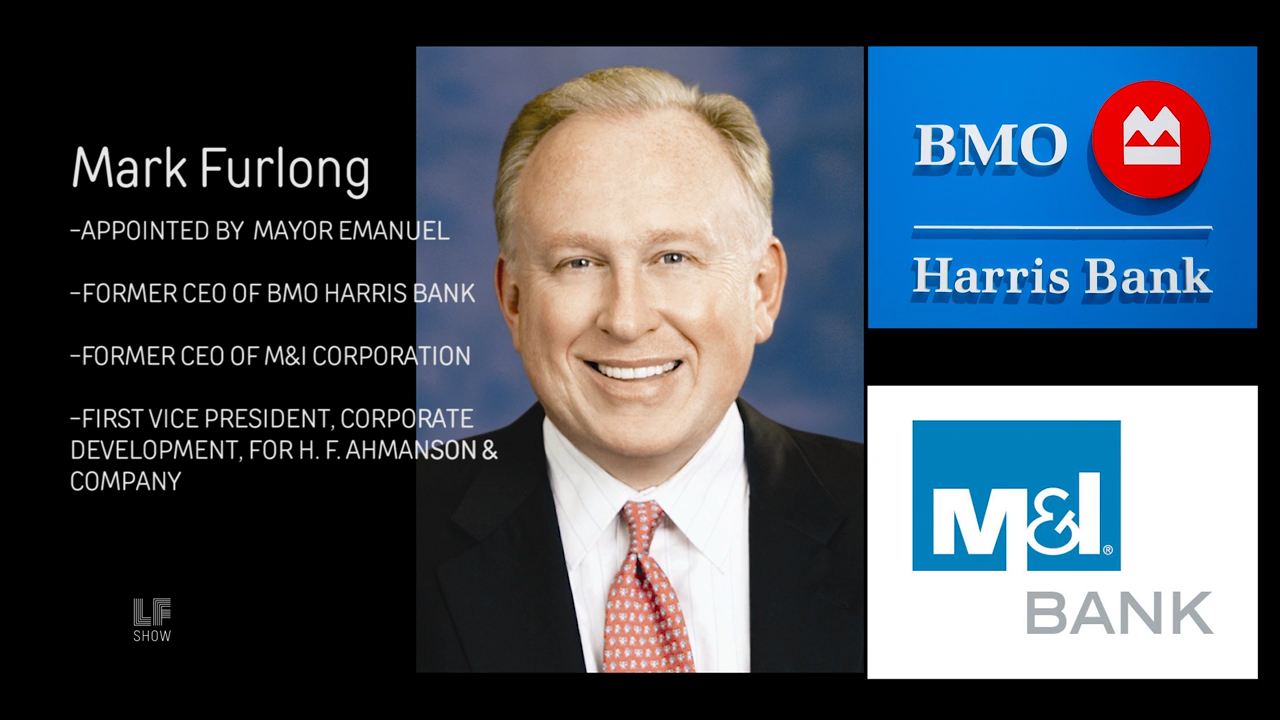 Mark Furlong
-APPOINTED BY MAYOR EMANUEL
-FORMER CEO OF BMO HARRIS BANK
-FORMER CEO OF M&I CORPORATION
-FIRST VICE PRESIDENT, CORPORATE
DEVELOPMENT, FOR H. F. AHMANSON &
COMPANY
LF
SHOW
BMO
Harris Bank
M&I®
BANK